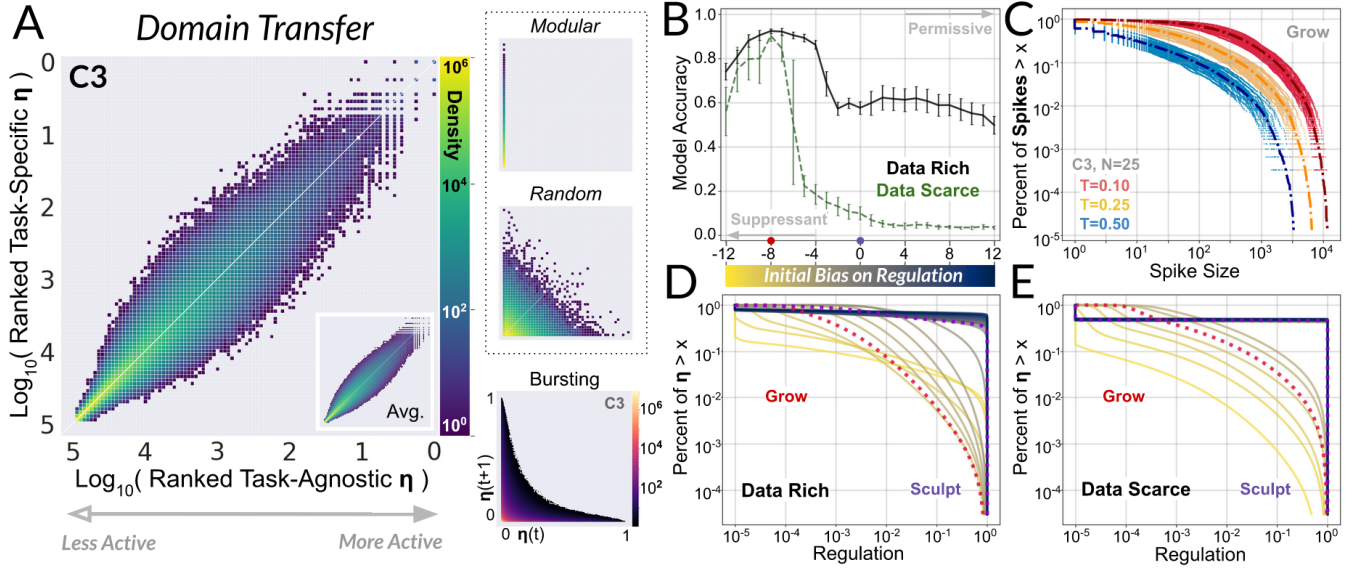 A
Domain Transfer
C3
Log10( Ranked Task-Specific η )
0
1
2
3
4
5
5
4
3
2
1
0
Log10( Ranked Task-Agnostic η )
Less Active
More Active
Density
10^6
10^4
10^2
10^0
Avg.
Modular
Random
Bursting
C3
1
0
η(t+1)
0
η(t)
1
10^6
10^4
10^2
B
Model Accuracy
1.0
0.8
0.6
0.4
0.2
0.0
Permissive
Data Rich
Data Scarce
Suppressant
-12
-8
-4
0
4
8
12
Initial Bias on Regulation
C
Percent of Spikes > x
10^0
10^-1
10^-2
10^-3
10^-4
10^-5
Grow
C3, N=25
T=0.10
T=0.25
T=0.50
10^0
10^1
10^2
10^3
10^4
Spike Size
D
Percent of η > x
10^0
10^-1
10^-2
10^-3
10^-4
Grow
Data Rich
Sculpt
10^-5
10^-4
10^-3
10^-2
10^-1
10^0
Regulation
E
Percent of η > x
10^0
10^-1
10^-2
10^-3
10^-4
Grow
Data Scarce
Sculpt
10^-5
10^-4
10^-3
10^-2
10^-1
10^0
Regulation